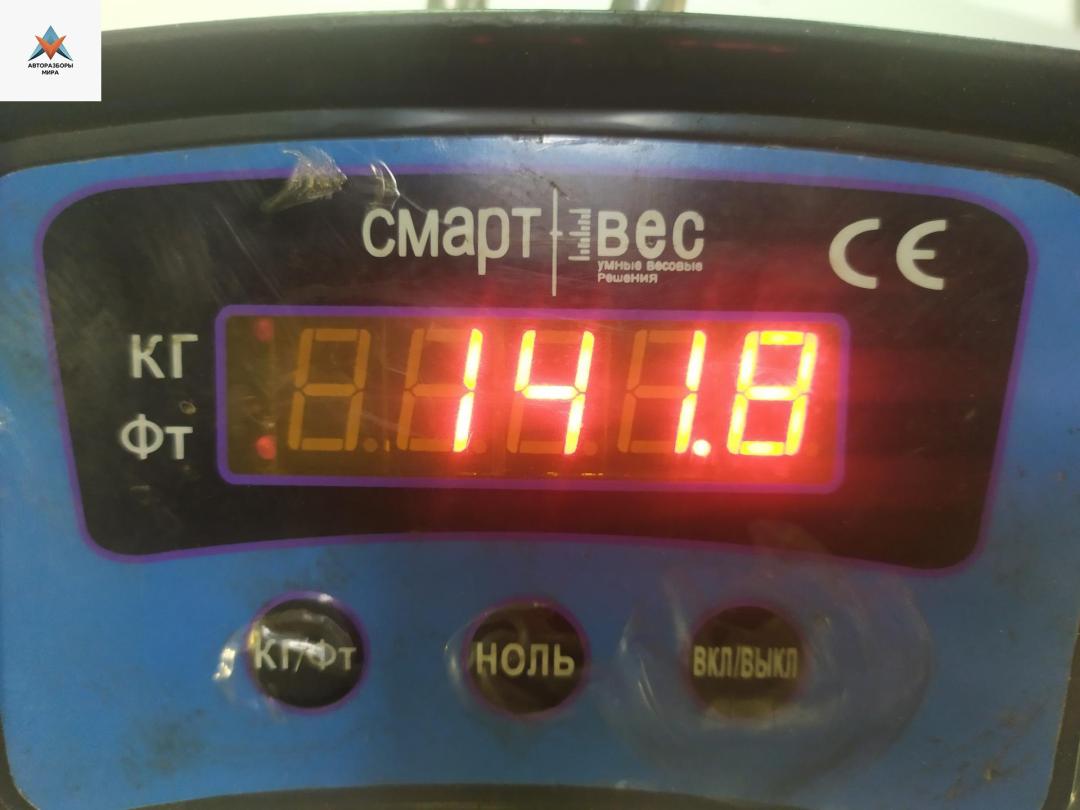 АВТОРАЗБОРЫ
МИРА
смарт вес
умные весовые
Решения
CE
КГ
141.8
Фт
КГ/Фт
НОЛЬ
ВКЛ/ВЫКЛ